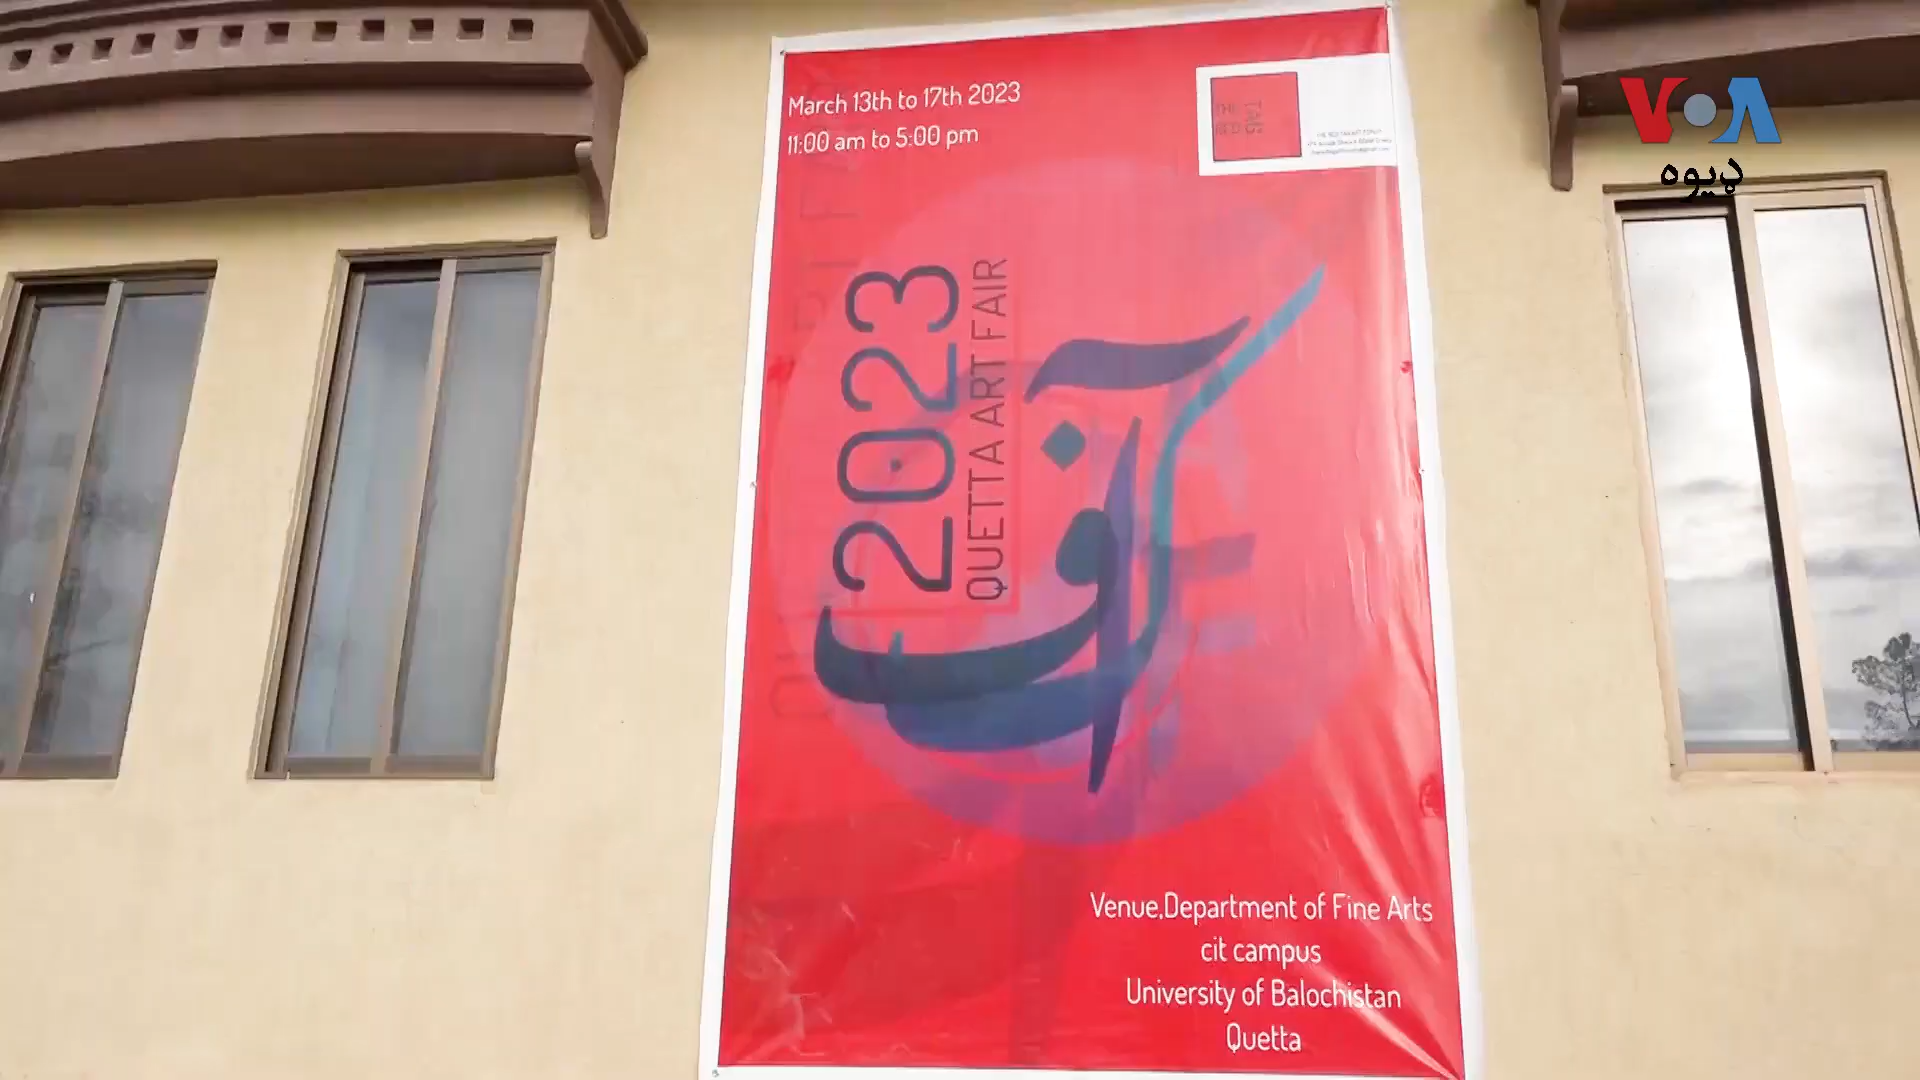 March 13th to 17th 2023
11:00 am to 5:00 pm
VOA
ډیوه
2023
QUETTA ART FAIR
Venue,Department of Fine Arts
cit campus
University of Balochistan
Quetta